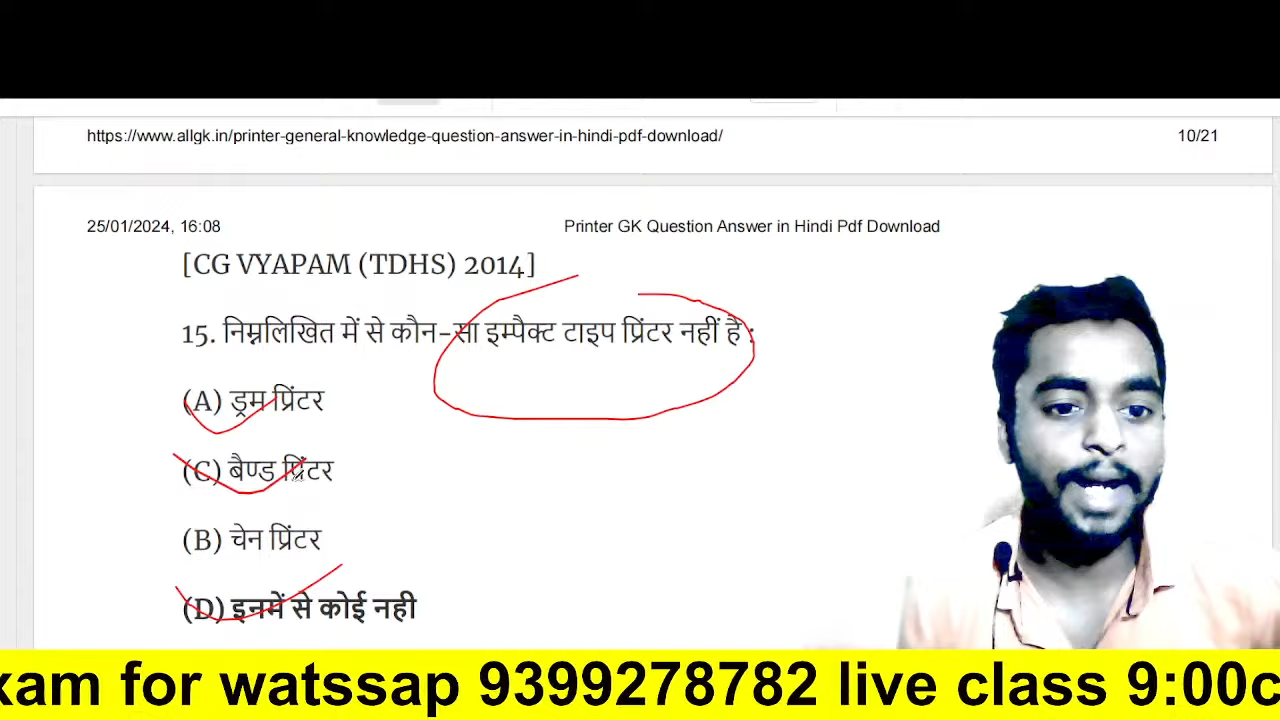 https://www.allgk.in/printer-general-knowledge-question-answer-in-hindi-pdf-download/ 10/21
25/01/2024, 16:08 Printer GK Question Answer in Hindi Pdf Download
[CG VYAPAM (TDHS) 2014]
15. निम्नलिखित में से कौन-सा इम्पैक्ट टाइप प्रिंटर नहीं है :
(A) ड्रम प्रिंटर
(C) बैण्ड प्रिंटर
(B) चेन प्रिंटर
(D) इनमें से कोई नही
xam for watssap 9399278782 live class 9:00c